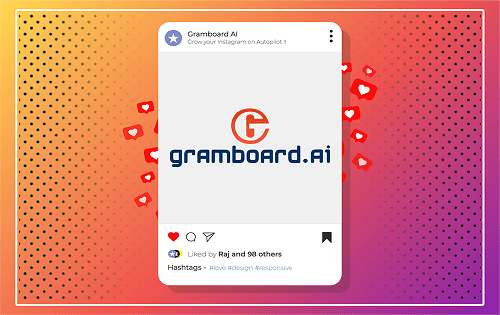 Gramboard AI
Grow your Instagram on Autopilot !!
gramboard.ai
Liked by Raj and 98 others
Hashtags - #love #design #responsive